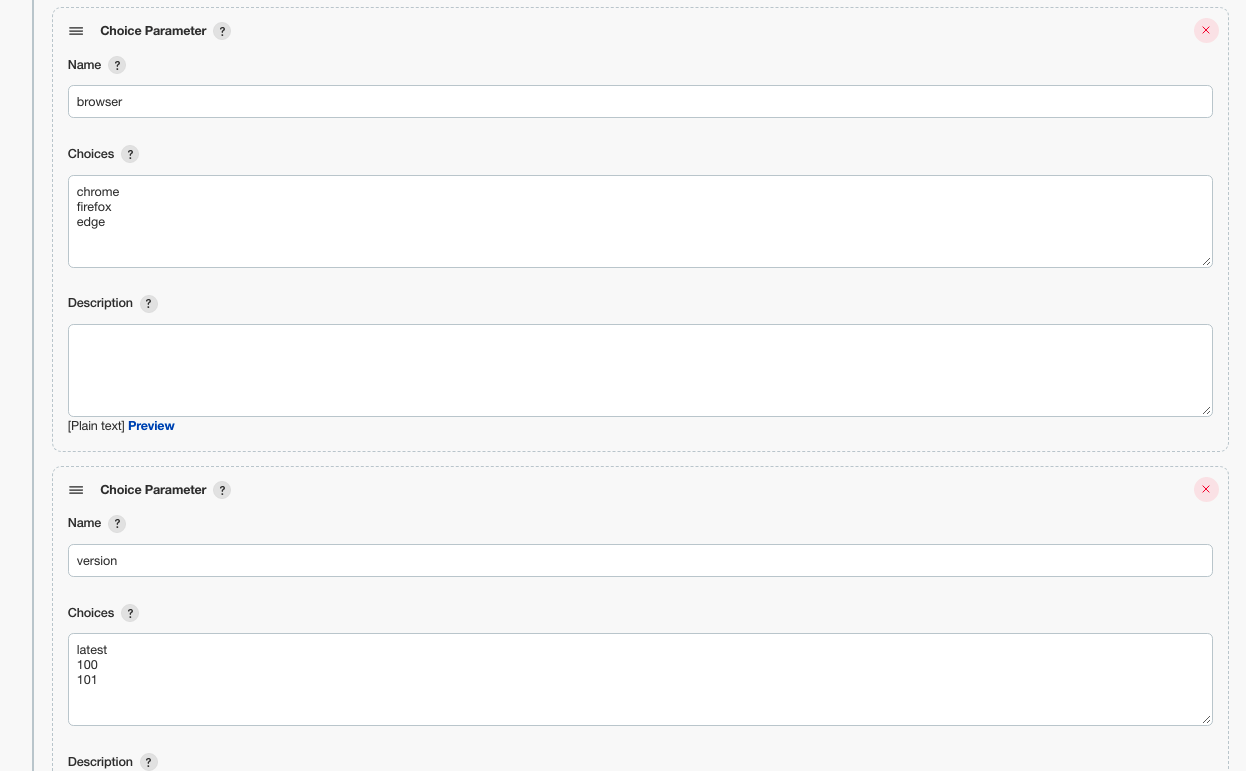 Choice Parameter ?
Name ?
browser
Choices ?
chrome
firefox
edge
Description ?
[Plain text] Preview
Choice Parameter ?
Name ?
version
Choices ?
latest
100
101
Description ?